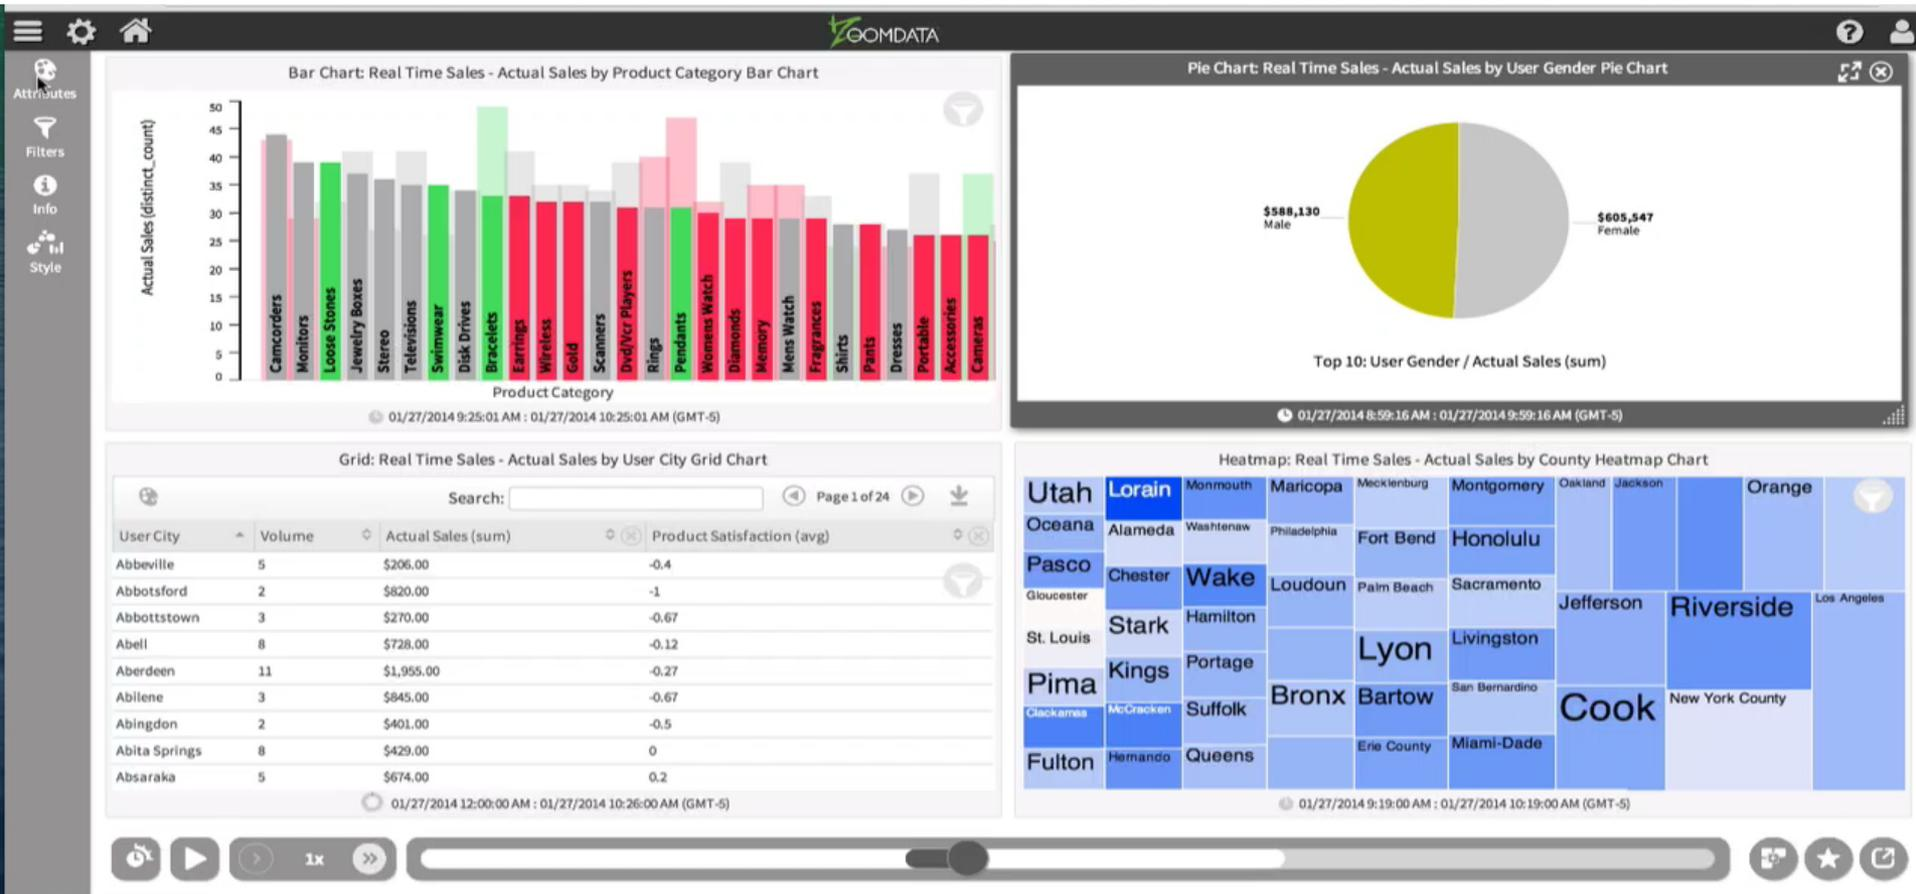 ZOOMDATA
Attributes
Filters
Info
Style
Bar Chart: Real Time Sales - Actual Sales by Product Category Bar Chart
Actual Sales (distinct_count)
50
45
40
35
30
25
20
15
10
5
0
Camcorders
Monitors
Loose Stones
Jewelry Boxes
Stereo
Televisions
Swimwear
Disk Drives
Bracelets
Earrings
Wireless
Gold
Scanners
Dvd/Vcr Players
Rings
Pendants
Womens Watch
Diamonds
Memory
Mens Watch
Fragrances
Shirts
Pants
Dresses
Portable
Accessories
Cameras
Product Category
01/27/2014 9:25:01 AM : 01/27/2014 10:25:01 AM (GMT-5)
Pie Chart: Real Time Sales - Actual Sales by User Gender Pie Chart
$588,130
Male
$605,547
Female
Top 10: User Gender / Actual Sales (sum)
01/27/2014 8:59:16 AM : 01/27/2014 9:59:16 AM (GMT-5)
Grid: Real Time Sales - Actual Sales by User City Grid Chart
Search:
Page 1 of 24
User City Volume Actual Sales (sum) Product Satisfaction (avg)
Abbeville 5 $206.00 -0.4
Abbotsford 2 $820.00 -1
Abbottstown 3 $270.00 -0.67
Abell 8 $728.00 -0.12
Aberdeen 11 $1,955.00 -0.27
Abilene 3 $845.00 -0.67
Abingdon 2 $401.00 -0.5
Abita Springs 8 $429.00 0
Absaraka 5 $674.00 0.2
01/27/2014 12:00:00 AM : 01/27/2014 10:26:00 AM (GMT-5)
Heatmap: Real Time Sales - Actual Sales by County Heatmap Chart
Utah
Oceana
Pasco
Gloucester
St. Louis
Pima
Clackamas
Fulton
Lorain
Alameda
Chester
Stark
Kings
McCracken
Hernando
Monmouth
Washtenaw
Wake
Hamilton
Portage
Suffolk
Queens
Maricopa
Philadelphia
Loudoun
Bronx
Mecklenburg
Fort Bend
Palm Beach
Lyon
Bartow
Erie County
Montgomery
Honolulu
Sacramento
Livingston
San Bernardino
Miami-Dade
Oakland
Jackson
Orange
Jefferson
Riverside
Los Angeles
Cook
New York County
01/27/2014 9:19:00 AM : 01/27/2014 10:19:00 AM (GMT-5)
1x